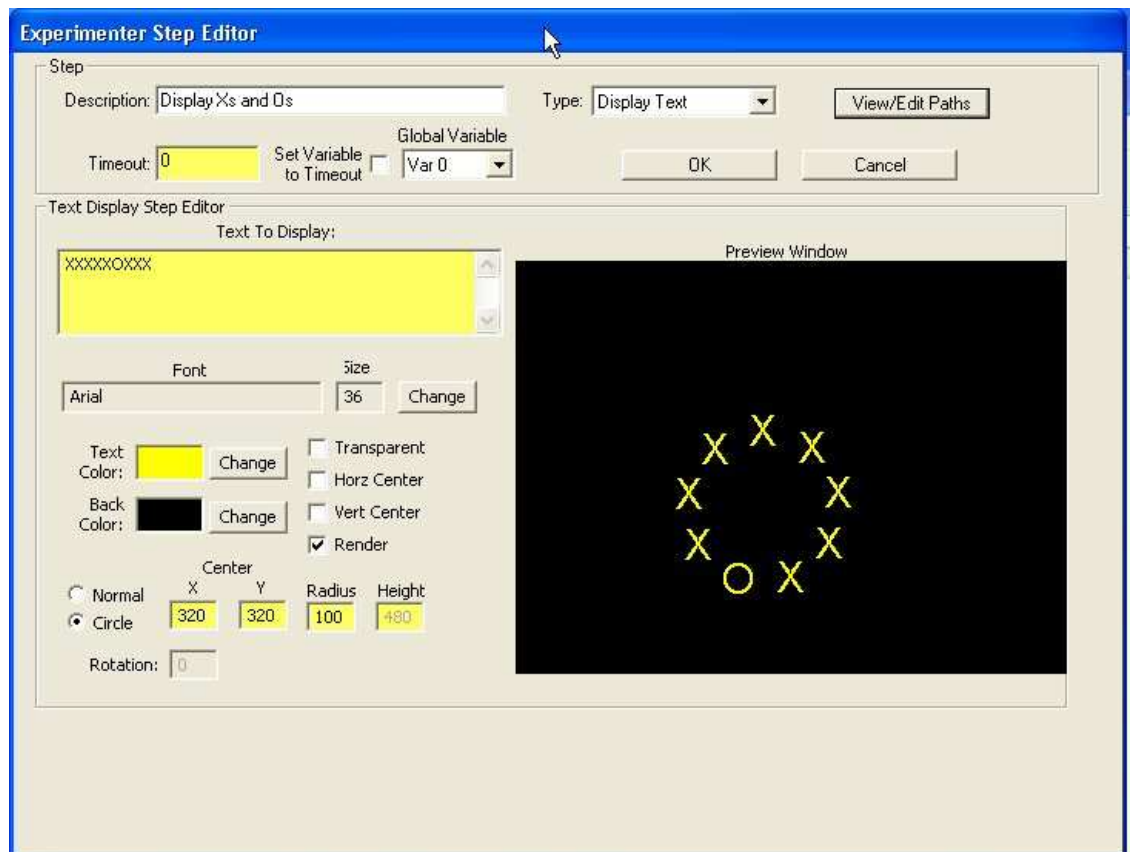 Experimenter Step Editor
Step
Description: Display Xs and Os
Type: Display Text
View/Edit Paths
Timeout: 0
Set Variable
to Timeout
Global Variable
Var 0
OK
Cancel
Text Display Step Editor
Text To Display:
XXXXXOXXX
Preview Window
Font
Size
Arial
36
Change
Text
Color:
Change
Back
Color:
Change
Transparent
Horz Center
Vert Center
Render
Normal
Circle
Center
X
Y
Radius
Height
320
320
100
480
Rotation: 0
X
X
X
X
X
X
X
O
X